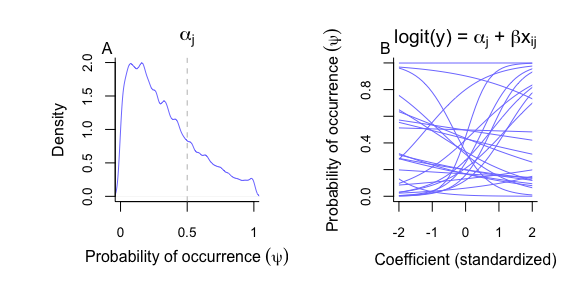 A
αj
Density
0.0 0.5 1.0 1.5 2.0
0 0.5 1
Probability of occurrence (ψ)
B
logit(y) = αj + βxij
Probability of occurrence (ψ)
0.0 0.4 0.8
-2 -1 0 1 2
Coefficient (standardized)